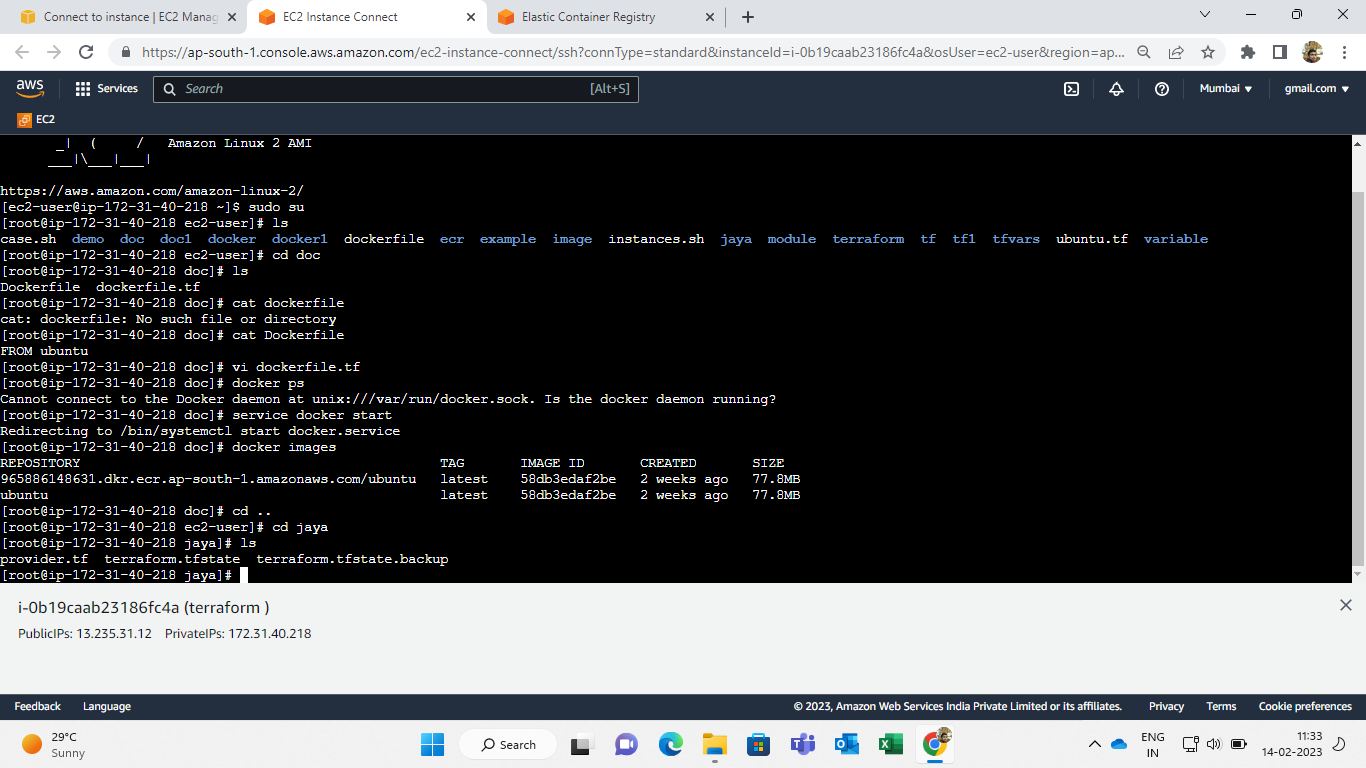 Connect to instance | EC2 Manag
EC2 Instance Connect
Elastic Container Registry
https://ap-south-1.console.aws.amazon.com/ec2-instance-connect/ssh?connType=standard&instanceId=i-0b19caab23186fc4a&osUser=ec2-user&region=ap...
aws
Services
Search
[Alt+S]
Mumbai
gmail.com
EC2
_| ( / Amazon Linux 2 AMI
___|\___|___|
https://aws.amazon.com/amazon-linux-2/
[ec2-user@ip-172-31-40-218 ~]$ sudo su
[root@ip-172-31-40-218 ec2-user]# ls
case.sh demo doc doc1 docker docker1 dockerfile ecr example image instances.sh jaya module terraform tf tf1 tfvars ubuntu.tf variable
[root@ip-172-31-40-218 ec2-user]# cd doc
[root@ip-172-31-40-218 doc]# ls
Dockerfile dockerfile.tf
[root@ip-172-31-40-218 doc]# cat dockerfile
cat: dockerfile: No such file or directory
[root@ip-172-31-40-218 doc]# cat Dockerfile
FROM ubuntu
[root@ip-172-31-40-218 doc]# vi dockerfile.tf
[root@ip-172-31-40-218 doc]# docker ps
Cannot connect to the Docker daemon at unix:///var/run/docker.sock. Is the docker daemon running?
[root@ip-172-31-40-218 doc]# service docker start
Redirecting to /bin/systemctl start docker.service
[root@ip-172-31-40-218 doc]# docker images
REPOSITORY TAG IMAGE ID CREATED SIZE
965886148631.dkr.ecr.ap-south-1.amazonaws.com/ubuntu latest 58db3edaf2be 2 weeks ago 77.8MB
ubuntu latest 58db3edaf2be 2 weeks ago 77.8MB
[root@ip-172-31-40-218 doc]# cd ..
[root@ip-172-31-40-218 ec2-user]# cd jaya
[root@ip-172-31-40-218 jaya]# ls
provider.tf terraform.tfstate terraform.tfstate.backup
[root@ip-172-31-40-218 jaya]#
i-0b19caab23186fc4a (terraform )
PublicIPs: 13.235.31.12 PrivateIPs: 172.31.40.218
Feedback
Language
© 2023, Amazon Web Services India Private Limited or its affiliates.
Privacy
Terms
Cookie preferences
29°C
Sunny
Search
ENG
IN
11:33
14-02-2023